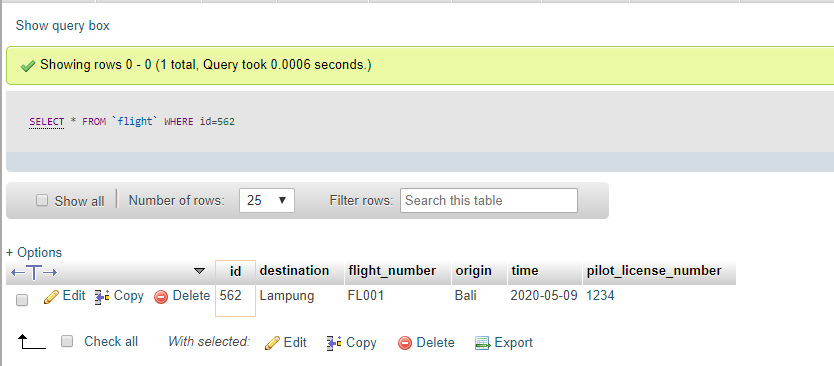 Show query box
Showing rows 0 - 0 (1 total, Query took 0.0006 seconds.)
SELECT * FROM `flight` WHERE id=562
Show all Number of rows: 25 Filter rows: Search this table
+ Options
←T→ id destination flight_number origin time pilot_license_number
Edit Copy Delete 562 Lampung FL001 Bali 2020-05-09 1234
Check all With selected: Edit Copy Delete Export